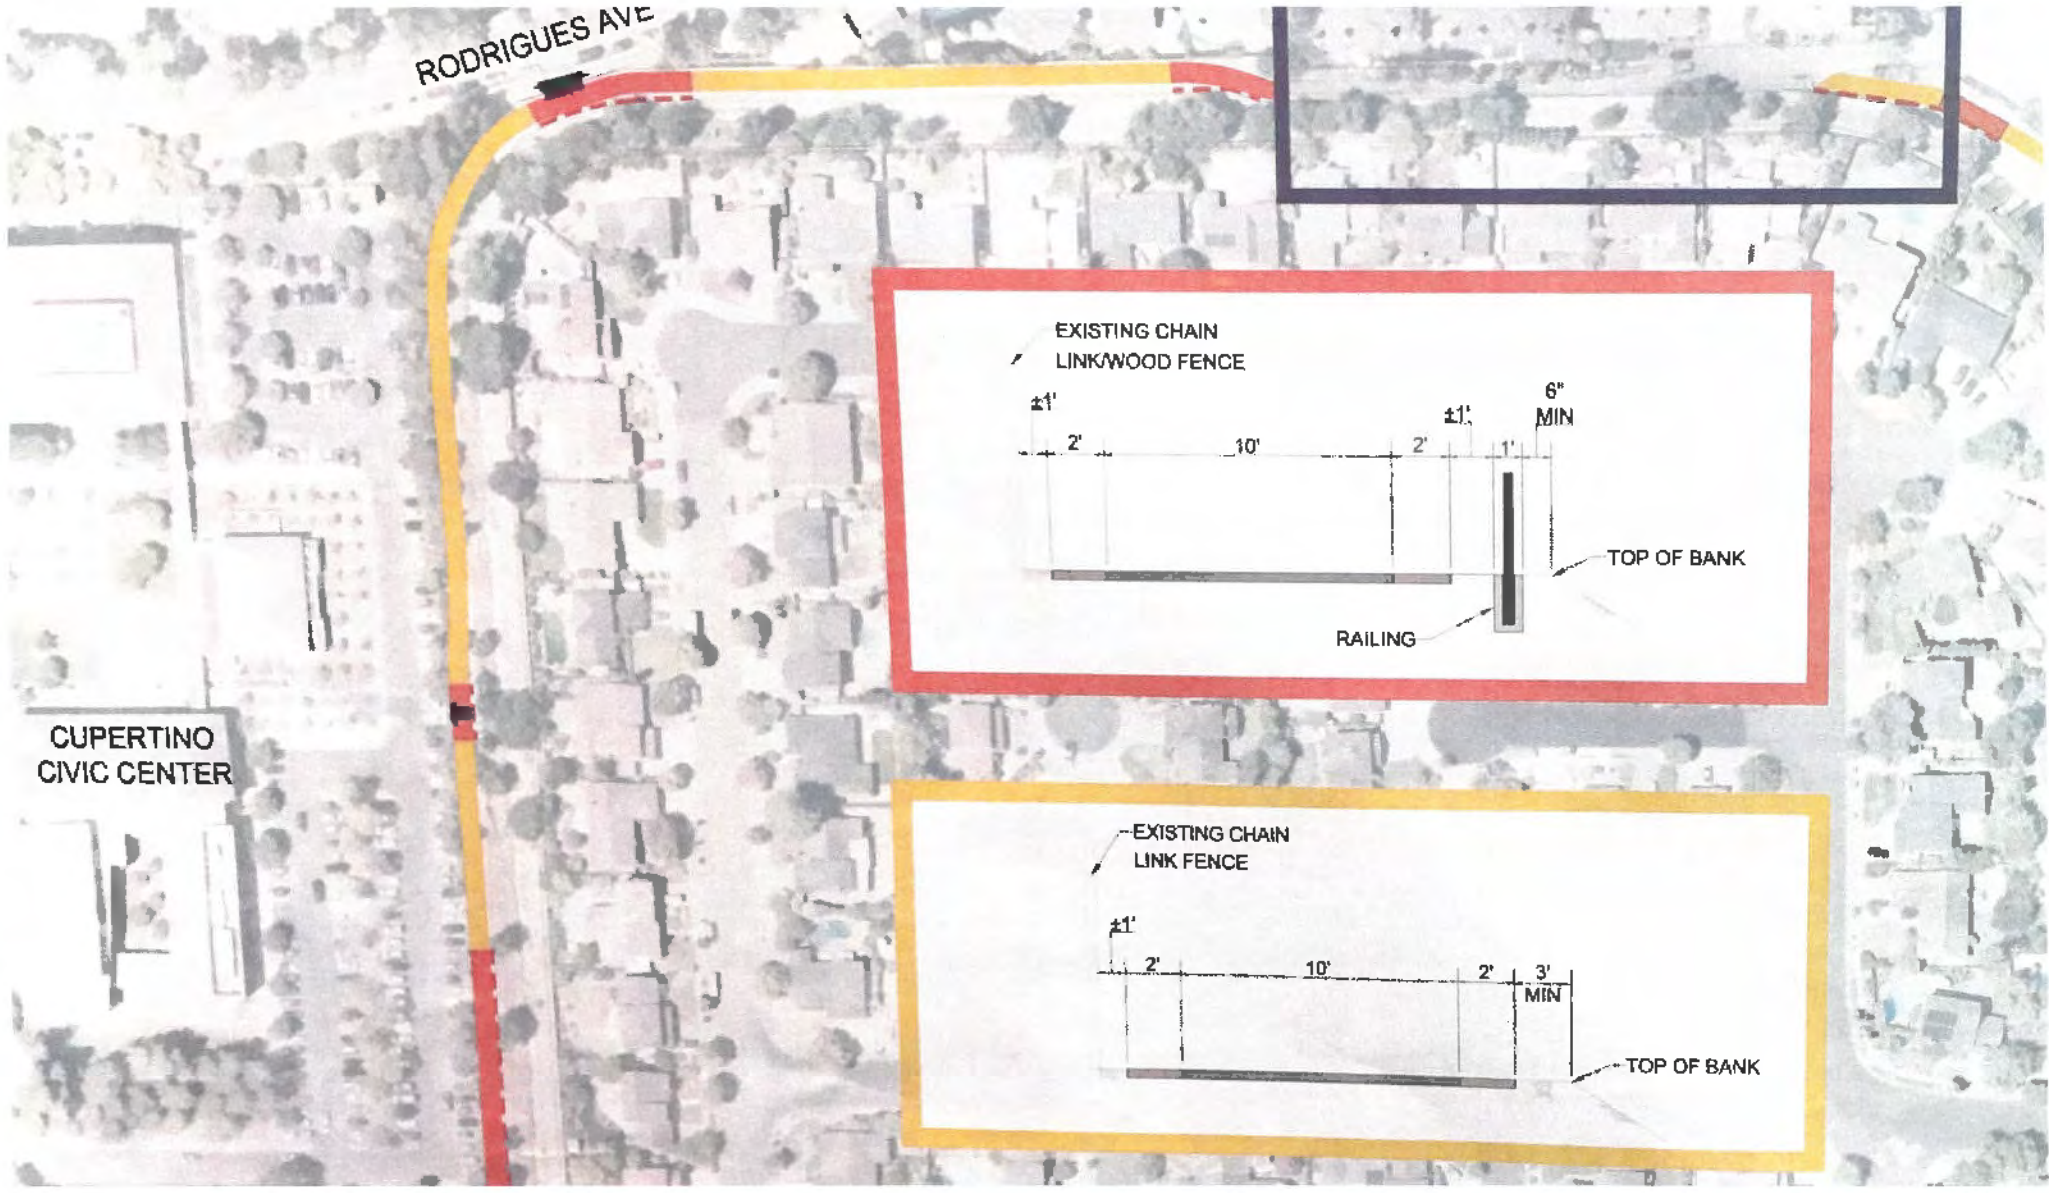 RODRIGUES AVE
EXISTING CHAIN
LINK/WOOD FENCE
±1'
2'
10'
2'
±1'
1'
6"
MIN
TOP OF BANK
RAILING
CUPERTINO
CIVIC CENTER
EXISTING CHAIN
LINK FENCE
±1'
2'
10'
2'
3'
MIN
TOP OF BANK